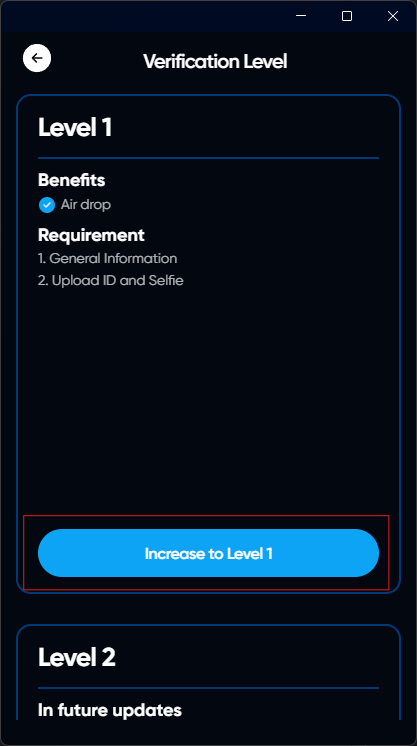 Verification Level
Level 1
Benefits
Air drop
Requirement
1. General Information
2. Upload ID and Selfie
Increase to Level 1
Level 2
In future updates